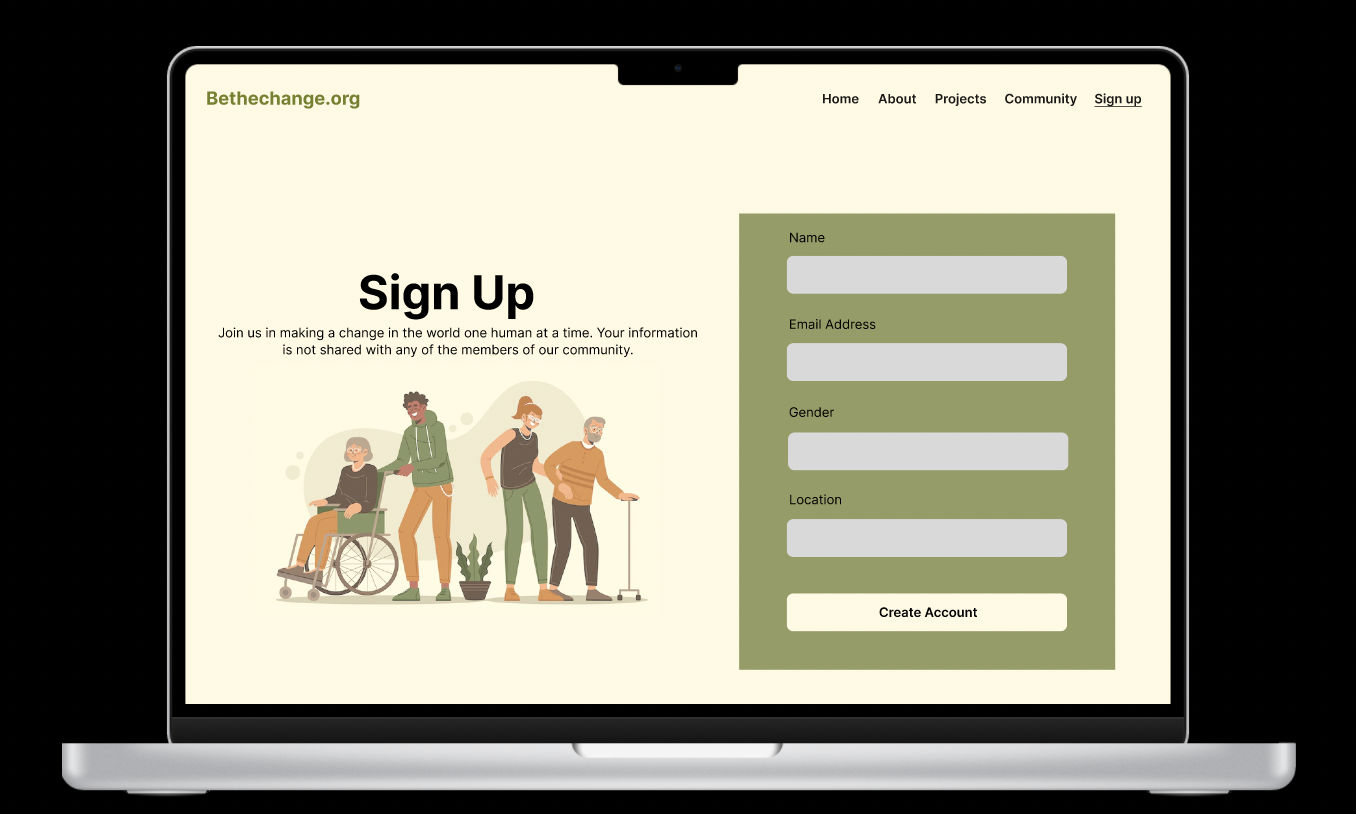 Bethechange.org
Home About Projects Community Sign up
Sign Up
Join us in making a change in the world one human at a time. Your information
is not shared with any of the members of our community.
Name
Email Address
Gender
Location
Create Account